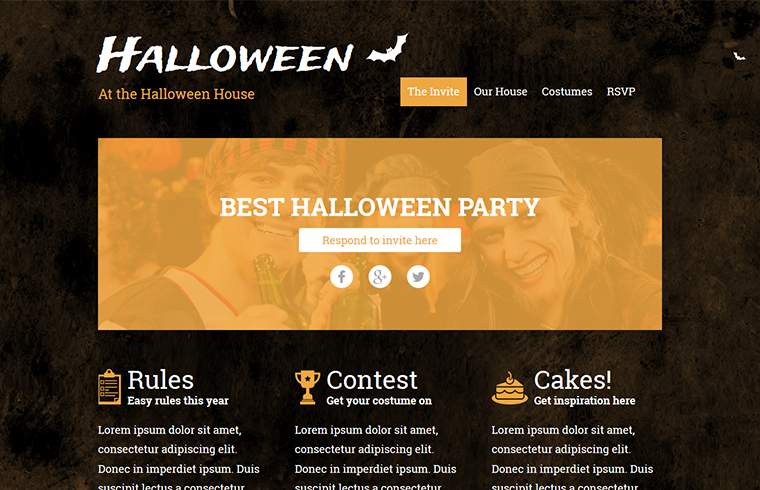 Halloween
At the Halloween House
The Invite Our House Costumes RSVP
BEST HALLOWEEN PARTY
Respond to invite here
Rules
Easy rules this year
Lorem ipsum dolor sit amet,
consectetur adipiscing elit.
Donec in imperdiet ipsum. Duis
suscipit lectus a consectetur
Contest
Get your costume on
Lorem ipsum dolor sit amet,
consectetur adipiscing elit.
Donec in imperdiet ipsum. Duis
suscipit lectus a consectetur
Cakes!
Get inspiration here
Lorem ipsum dolor sit amet,
consectetur adipiscing elit.
Donec in imperdiet ipsum. Duis
suscipit lectus a consectetur